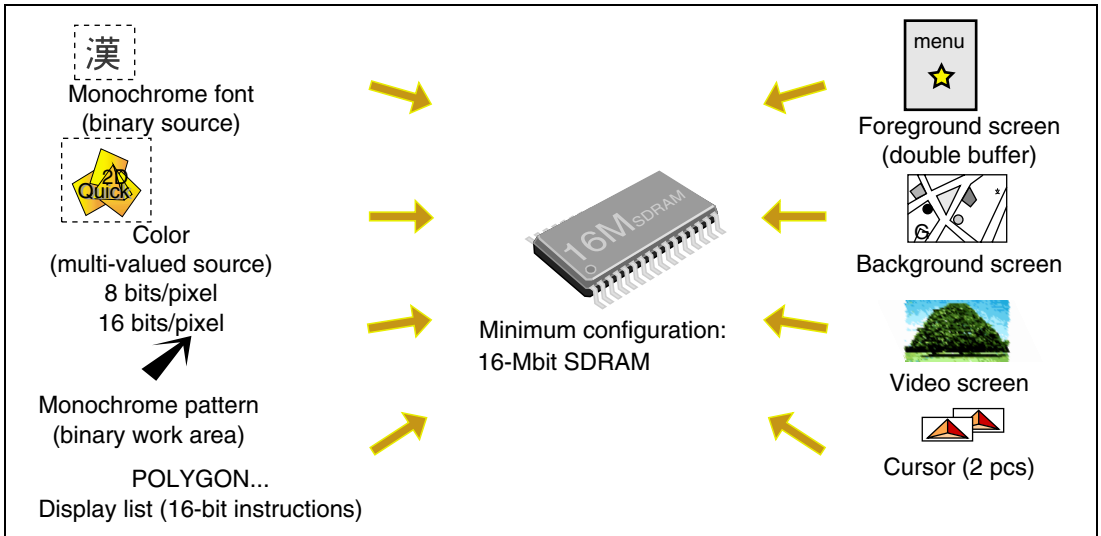 漢
Monochrome font
(binary source)
2D
Quick
Color
(multi-valued source)
8 bits/pixel
16 bits/pixel
Monochrome pattern
(binary work area)
POLYGON...
Display list (16-bit instructions)
16M SDRAM
Minimum configuration:
16-Mbit SDRAM
menu
Foreground screen
(double buffer)
G
Background screen
Video screen
Cursor (2 pcs)